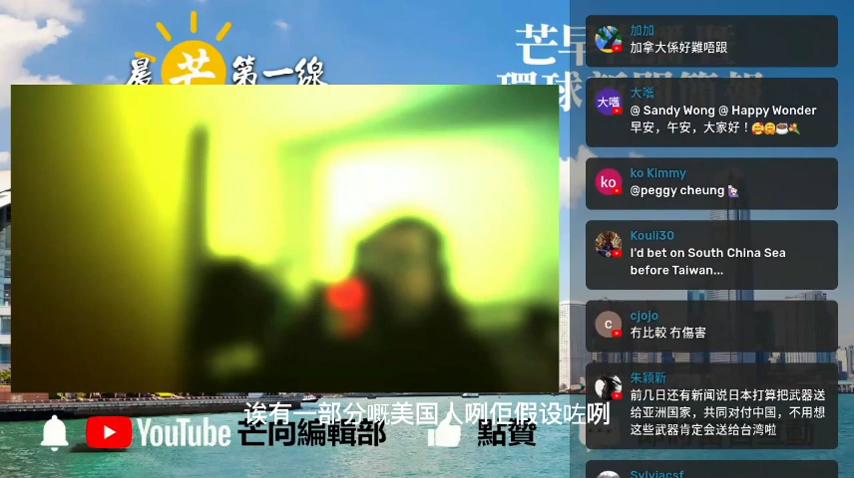 晨芒第一線
芒早
環球
誒有一部分嘅美国人咧佢假设咗咧
YouTube 芒向編輯部 點贊
加加
加拿大係好難唔跟
大嘴
@ Sandy Wong @ Happy Wonder
早安，午安，大家好！🥰🤗☕💐
ko Kimmy
@peggy cheung 🙋🏻‍♀️
Kouli30
I'd bet on South China Sea
before Taiwan...
cjojo
冇比較 冇傷害
朱颖新
前几日还有新闻说日本打算把武器送
给亚洲国家，共同对付中国，不用想
这些武器肯定会送给台湾啦
Sylviacsf